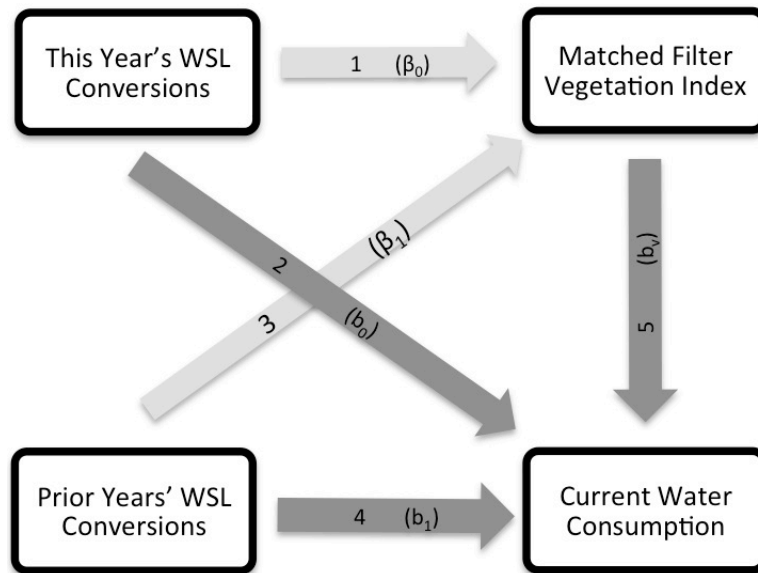 This Year's WSL
Conversions
1 (β₀)
Matched Filter
Vegetation Index
2 (b₀)
3 (β₁)
5 (bᵥ)
Prior Years' WSL
Conversions
4 (b₁)
Current Water
Consumption